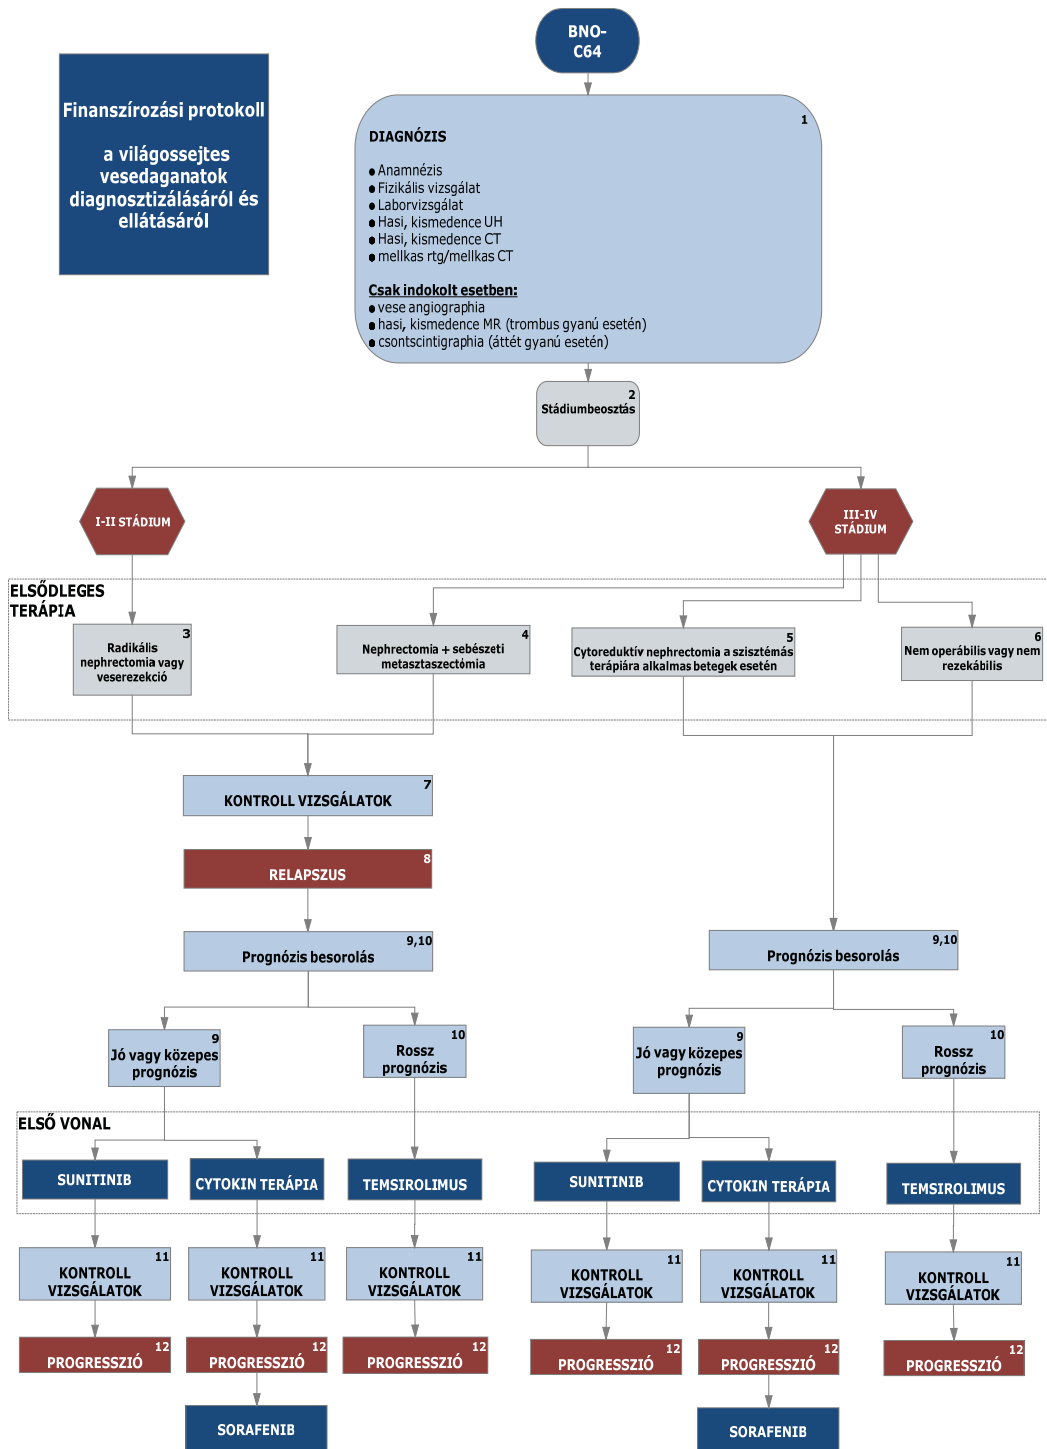 BNO-
C64
Finanszírozási protokoll
a világossejtes
vesedaganatok
diagnosztizálásáról és
ellátásáról
1
DIAGNÓZIS
● Anamnézis
● Fizikális vizsgálat
● Laborvizsgálat
● Hasi, kismedence UH
● Hasi, kismedence CT
● mellkas rtg/mellkas CT
Csak indokolt esetben:
● vese angiographia
● hasi, kismedence MR (trombus gyanú esetén)
● csontscintigraphia (áttét gyanú esetén)
2
Stádiumbeosztás
I-II STÁDIUM
III-IV
STÁDIUM
ELSŐDLEGES
TERÁPIA
3
Radikális
nephrectomia vagy
veserezekció
4
Nephrectomia + sebészeti
metasztaszectómia
5
Cytoreduktív nephrectomia a szisztémás
terápiára alkalmas betegek esetén
6
Nem operábilis vagy nem
rezekábilis
7
KONTROLL VIZSGÁLATOK
8
RELAPSZUS
9,10
Prognózis besorolás
9,10
Prognózis besorolás
9
Jó vagy közepes
prognózis
10
Rossz
prognózis
9
Jó vagy közepes
prognózis
10
Rossz
prognózis
ELSŐ VONAL
SUNITINIB
CYTOKIN TERÁPIA
TEMSIROLIMUS
SUNITINIB
CYTOKIN TERÁPIA
TEMSIROLIMUS
11
KONTROLL
VIZSGÁLATOK
11
KONTROLL
VIZSGÁLATOK
11
KONTROLL
VIZSGÁLATOK
11
KONTROLL
VIZSGÁLATOK
11
KONTROLL
VIZSGÁLATOK
11
KONTROLL
VIZSGÁLATOK
12
PROGRESSZIÓ
12
PROGRESSZIÓ
12
PROGRESSZIÓ
12
PROGRESSZIÓ
12
PROGRESSZIÓ
12
PROGRESSZIÓ
SORAFENIB
SORAFENIB